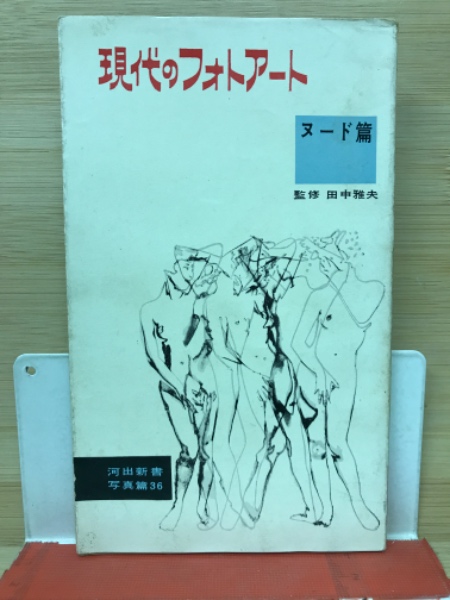 現代のフォトアート
ヌード篇
監修 田中雅夫
河出新書
写真篇36